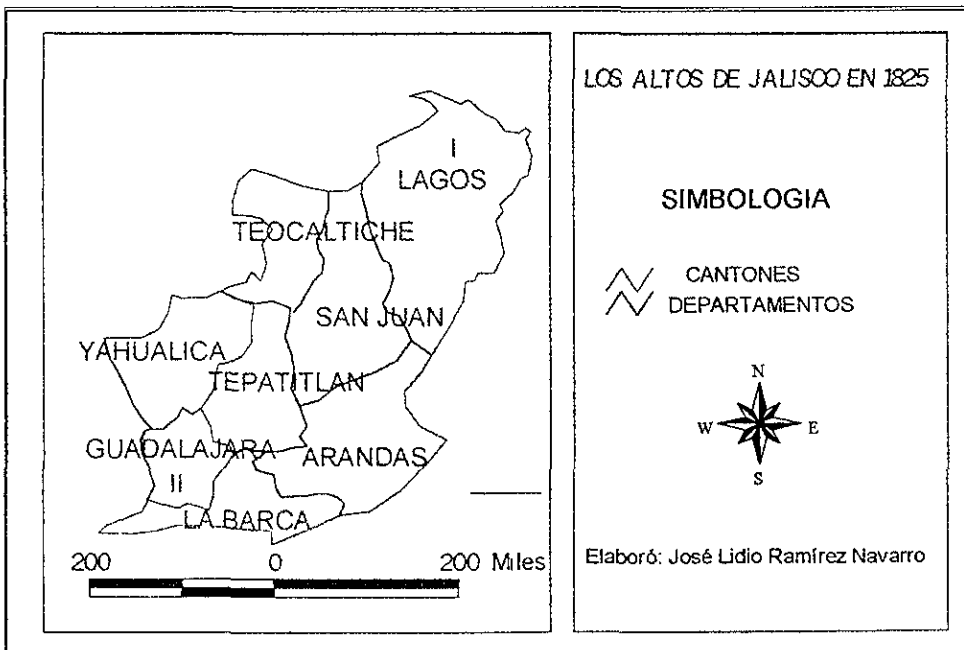 I
LAGOS
TEOCALTICHE
SAN JUAN
YAHUALICA
TEPATITLAN
GUADALAJARA
ARANDAS
II
LA BARCA
200 0 200 Miles
LOS ALTOS DE JALISCO EN 1825
SIMBOLOGIA
CANTONES
DEPARTAMENTOS
N
W E
S
Elaboró: José Lidio Ramírez Navarro